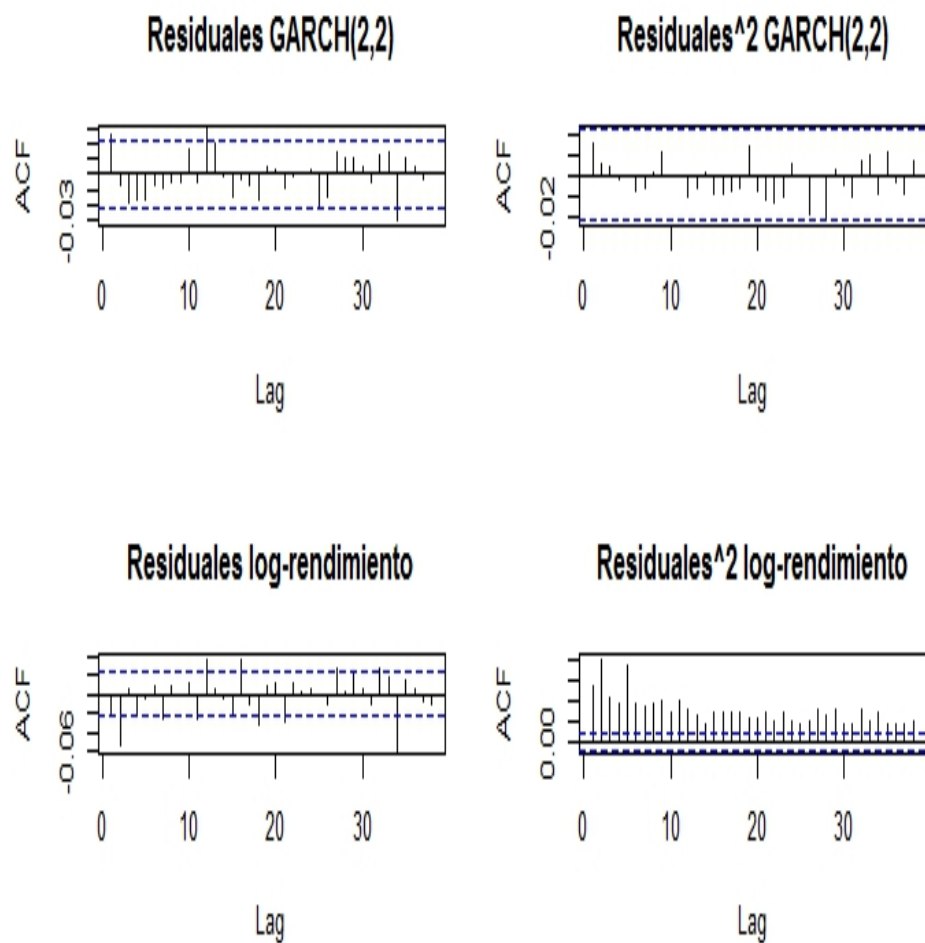 Residuales GARCH(2,2)
ACF
-0.03
0 10 20 30
Lag
Residuales^2 GARCH(2,2)
ACF
-0.02
0 10 20 30
Lag
Residuales log-rendimiento
ACF
-0.06
0 10 20 30
Lag
Residuales^2 log-rendimiento
ACF
0.00
0 10 20 30
Lag